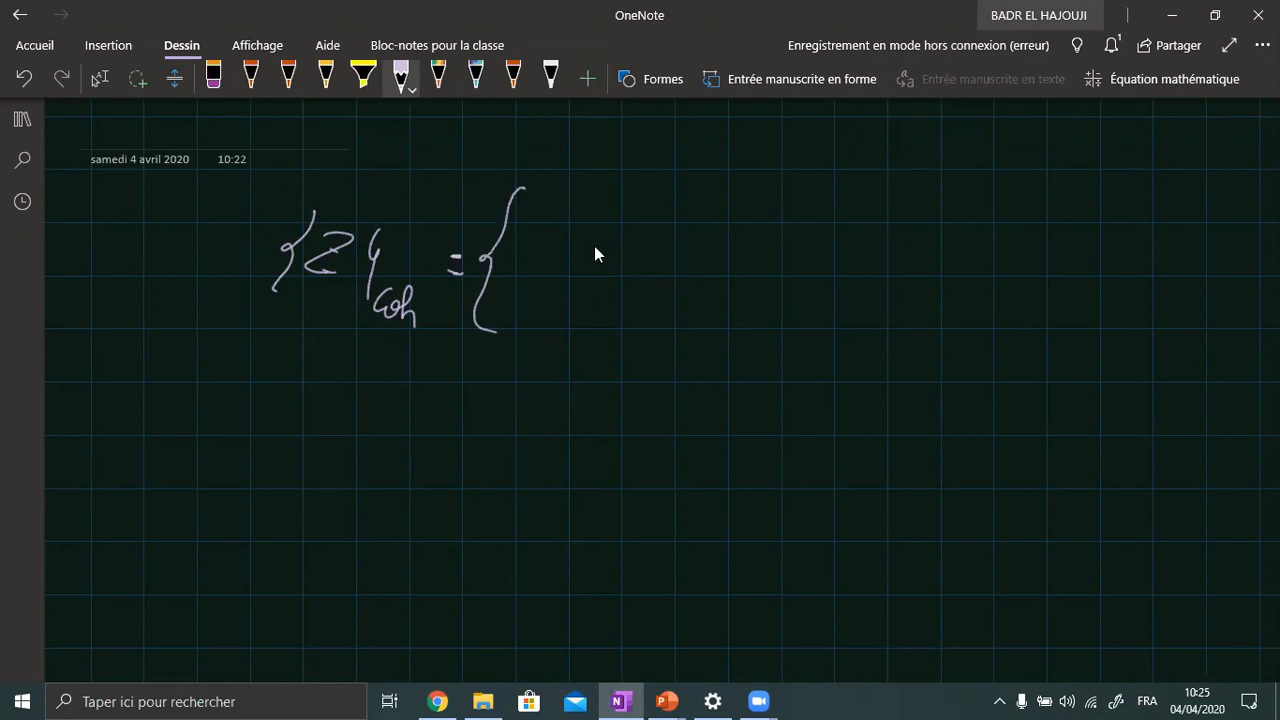 OneNote
BADR EL HAJOUJI
Accueil Insertion Dessin Affichage Aide Bloc-notes pour la classe
Enregistrement en mode hors connexion (erreur) Partager
Formes Entrée manuscrite en forme Entrée manuscrite en texte Équation mathématique
samedi 4 avril 2020 10:22
{Z}coh = {
Taper ici pour rechercher
FRA
10:25
04/04/2020